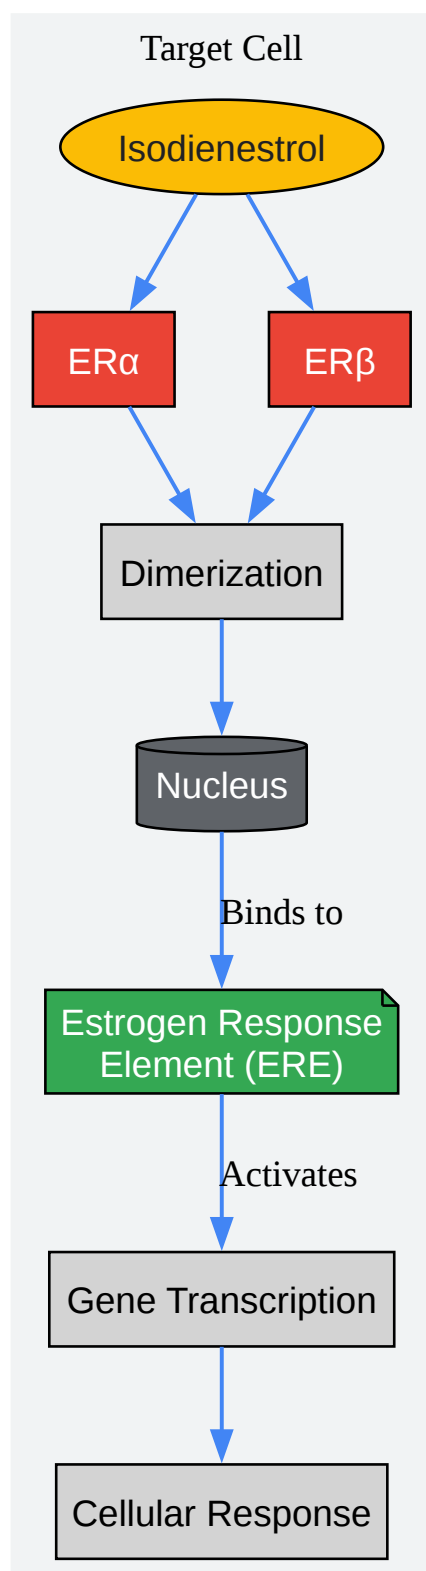 Target Cell
Isodienestrol
ERα
ERβ
Dimerization
Nucleus
Binds to
Estrogen Response
Element (ERE)
Activates
Gene Transcription
Cellular Response